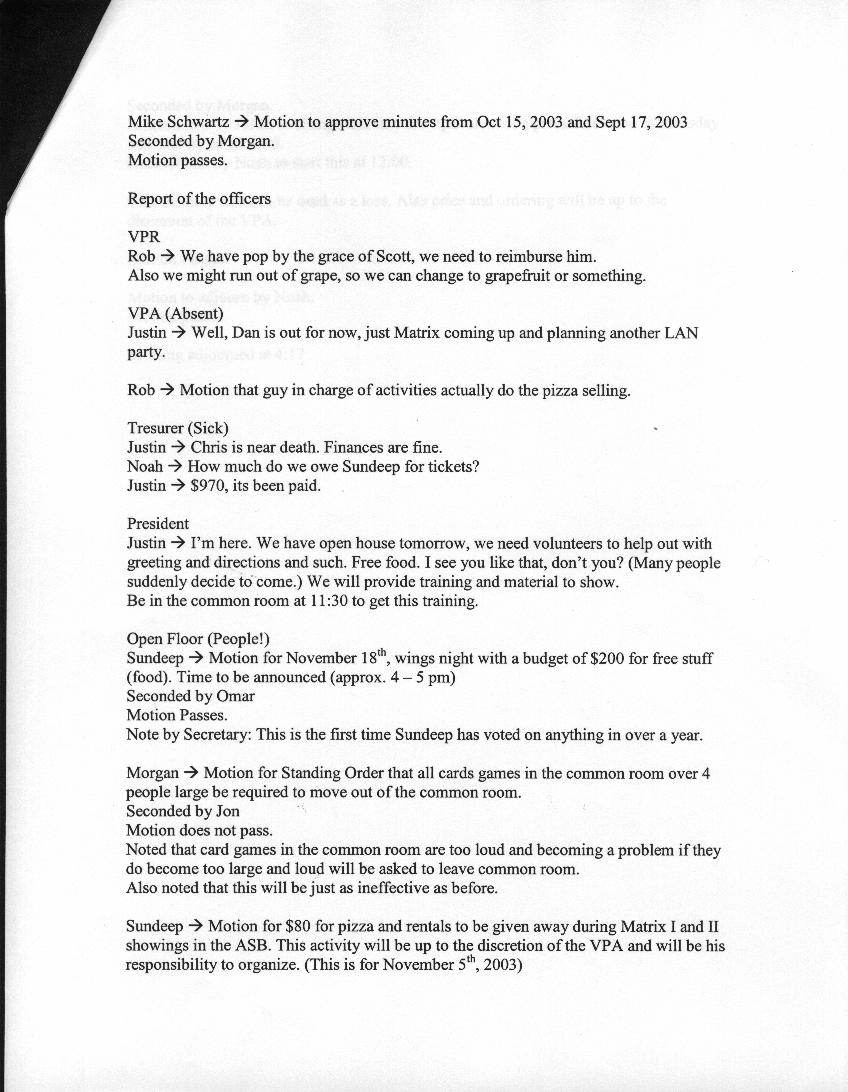 Mike Schwartz → Motion to approve minutes from Oct 15, 2003 and Sept 17, 2003
Seconded by Morgan.
Motion passes.
Report of the officers
VPR
Rob → We have pop by the grace of Scott, we need to reimburse him.
Also we might run out of grape, so we can change to grapefruit or something.
VPA (Absent)
Justin → Well, Dan is out for now, just Matrix coming up and planning another LAN
party.
Rob → Motion that guy in charge of activities actually do the pizza selling.
Tresurer (Sick)
Justin → Chris is near death. Finances are fine.
Noah → How much do we owe Sundeep for tickets?
Justin → $970, its been paid.
President
Justin → I'm here. We have open house tomorrow, we need volunteers to help out with
greeting and directions and such. Free food. I see you like that, don't you? (Many people
suddenly decide to come.) We will provide training and material to show.
Be in the common room at 11:30 to get this training.
Open Floor (People!)
Sundeep → Motion for November 18th, wings night with a budget of $200 for free stuff
(food). Time to be announced (approx. 4 – 5 pm)
Seconded by Omar
Motion Passes.
Note by Secretary: This is the first time Sundeep has voted on anything in over a year.
Morgan → Motion for Standing Order that all cards games in the common room over 4
people large be required to move out of the common room.
Seconded by Jon
Motion does not pass.
Noted that card games in the common room are too loud and becoming a problem if they
do become too large and loud will be asked to leave common room.
Also noted that this will be just as ineffective as before.
Sundeep → Motion for $80 for pizza and rentals to be given away during Matrix I and II
showings in the ASB. This activity will be up to the discretion of the VPA and will be his
responsibility to organize. (This is for November 5th, 2003)